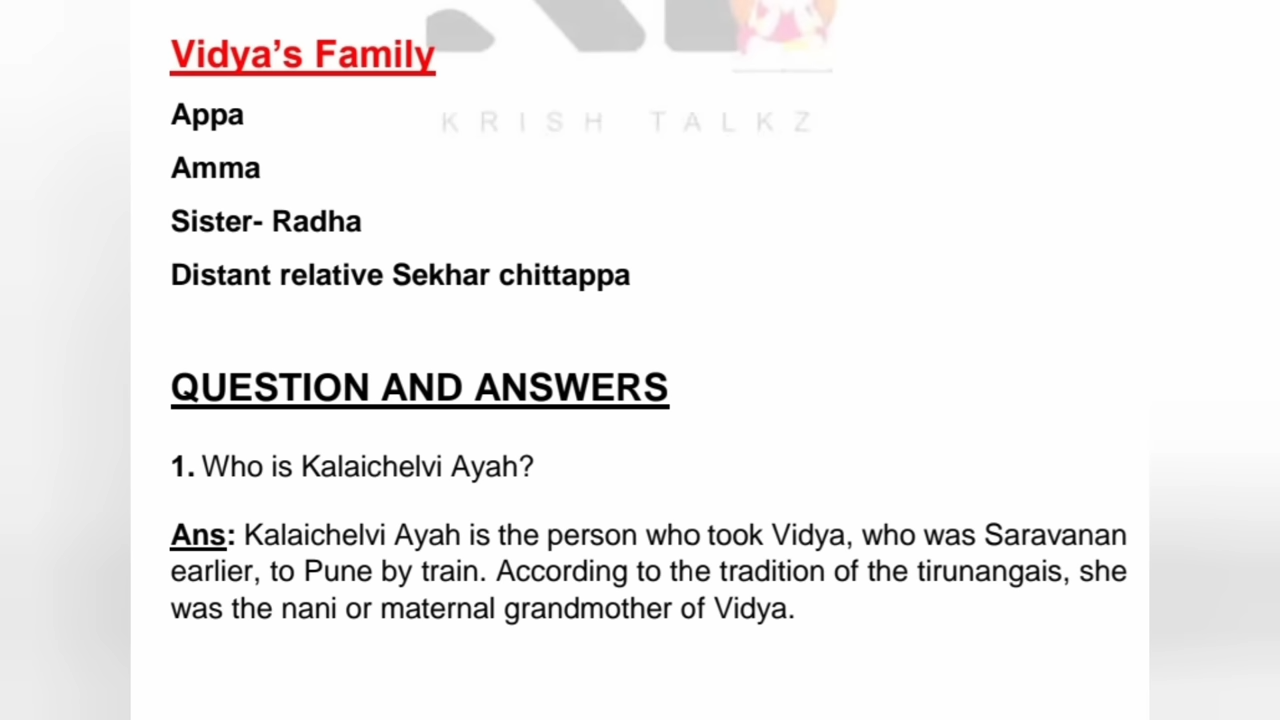 Vidya’s Family
KRISH TALKZ
Appa
Amma
Sister- Radha
Distant relative Sekhar chittappa
QUESTION AND ANSWERS
1. Who is Kalaichelvi Ayah?
Ans: Kalaichelvi Ayah is the person who took Vidya, who was Saravanan
earlier, to Pune by train. According to the tradition of the tirunangais, she
was the nani or maternal grandmother of Vidya.